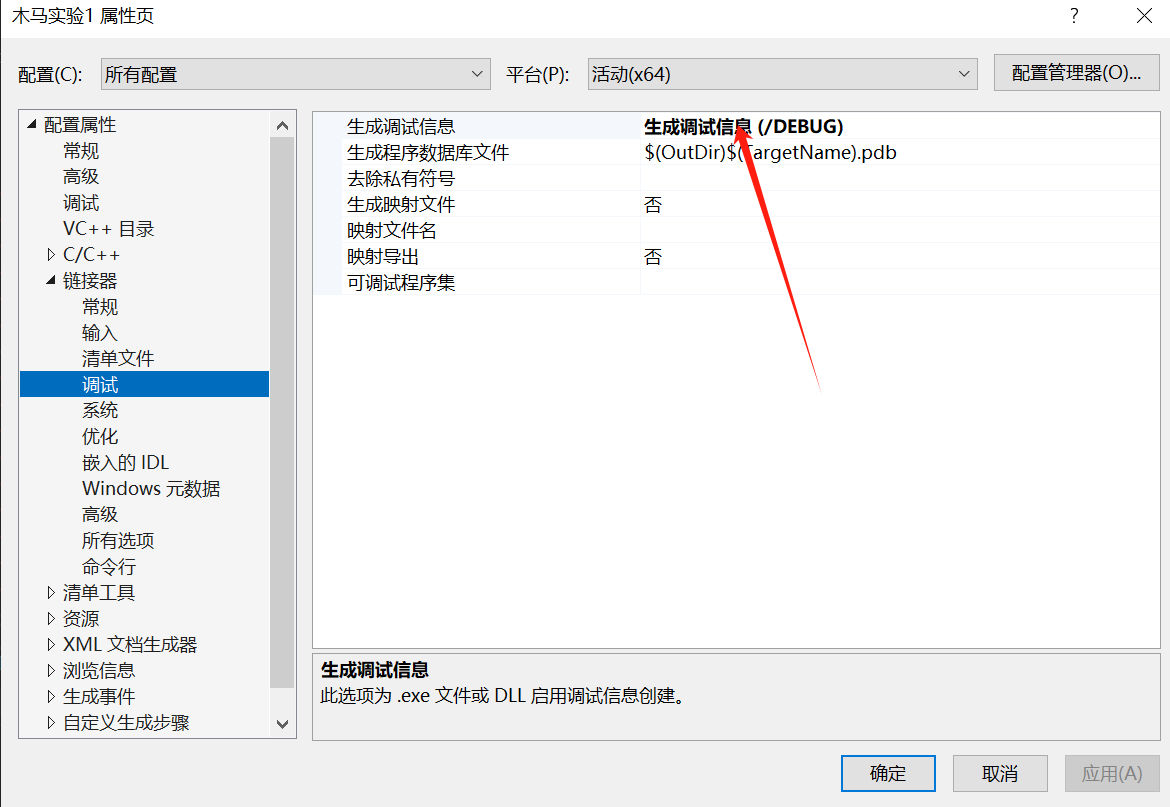 木马实验1 属性页
?
配置(C): 所有配置 平台(P): 活动(x64) 配置管理器(O)...
配置属性
常规
高级
调试
VC++ 目录
C/C++
链接器
常规
输入
清单文件
调试
系统
优化
嵌入的 IDL
Windows 元数据
高级
所有选项
命令行
清单工具
资源
XML 文档生成器
浏览信息
生成事件
自定义生成步骤
生成调试信息 生成调试信息 (/DEBUG)
生成程序数据库文件 $(OutDir)$(TargetName).pdb
去除私有符号
生成映射文件 否
映射文件名
映射导出 否
可调试程序集
生成调试信息
此选项为 .exe 文件或 DLL 启用调试信息创建。
确定 取消 应用(A)